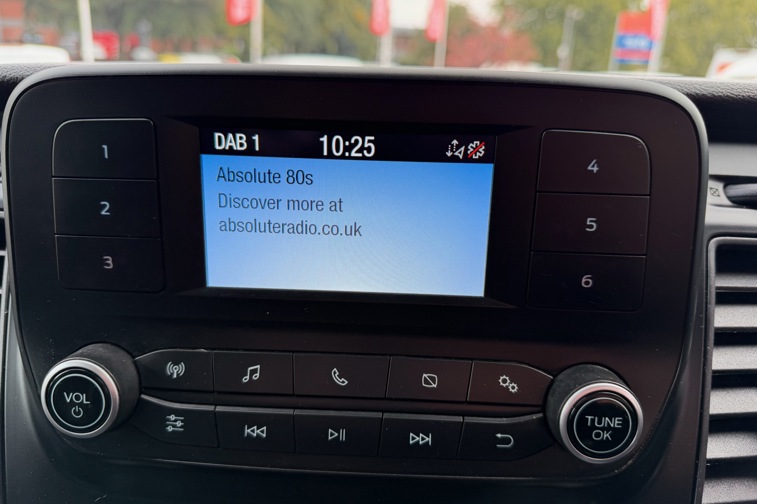 DAB 1 10:25
Absolute 80s
Discover more at
absoluteradio.co.uk
1
2
3
4
5
6
VOL
TUNE
OK